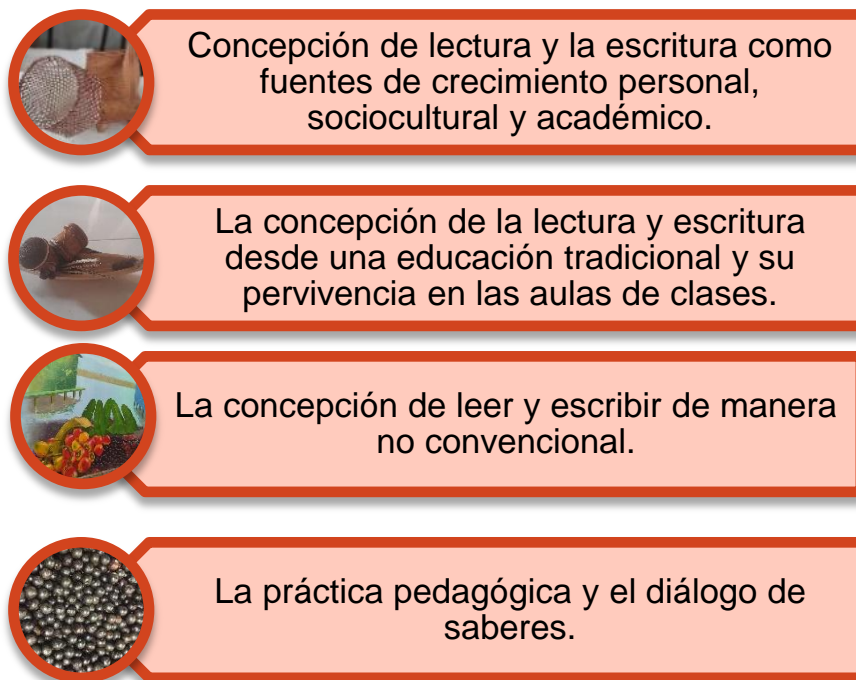 Concepción de lectura y la escritura como
fuentes de crecimiento personal,
sociocultural y académico.
La concepción de la lectura y escritura
desde una educación tradicional y su
pervivencia en las aulas de clases.
La concepción de leer y escribir de manera
no convencional.
La práctica pedagógica y el diálogo de
saberes.